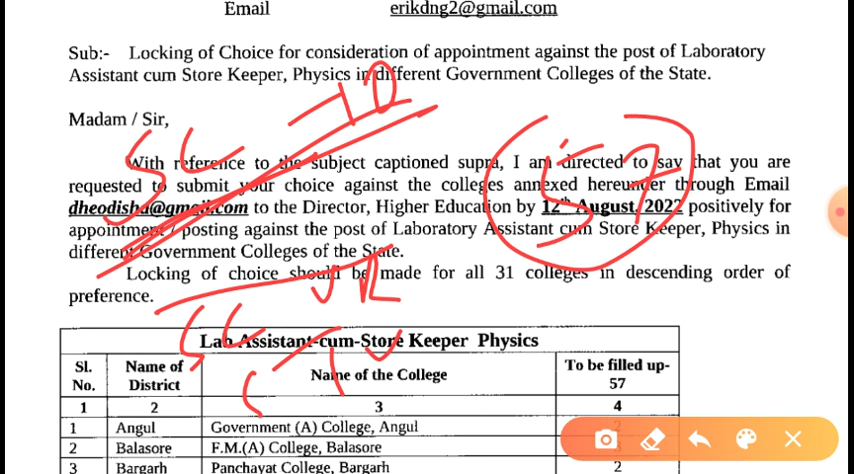 Email erikdng2@gmail.com
Sub:- Locking of Choice for consideration of appointment against the post of Laboratory
Assistant cum Store Keeper, Physics in different Government Colleges of the State.
Madam / Sir,
With reference to the subject captioned supra, I am directed to say that you are
requested to submit your choice against the colleges annexed hereunder through Email
dheodisha@gmail.com to the Director, Higher Education by 12th August, 2022 positively for
appointment / posting against the post of Laboratory Assistant cum Store Keeper, Physics in
different Government Colleges of the State.
Locking of choice should be made for all 31 colleges in descending order of
preference.
Lab Assistant-cum-Store Keeper Physics
Sl. No. Name of District Name of the College To be filled up- 57
1 2 3 4
1 Angul Government (A) College, Angul
2 Balasore F.M.(A) College, Balasore
3 Bargarh Panchayat College, Bargarh 2
SC - 10
57
UR
SC